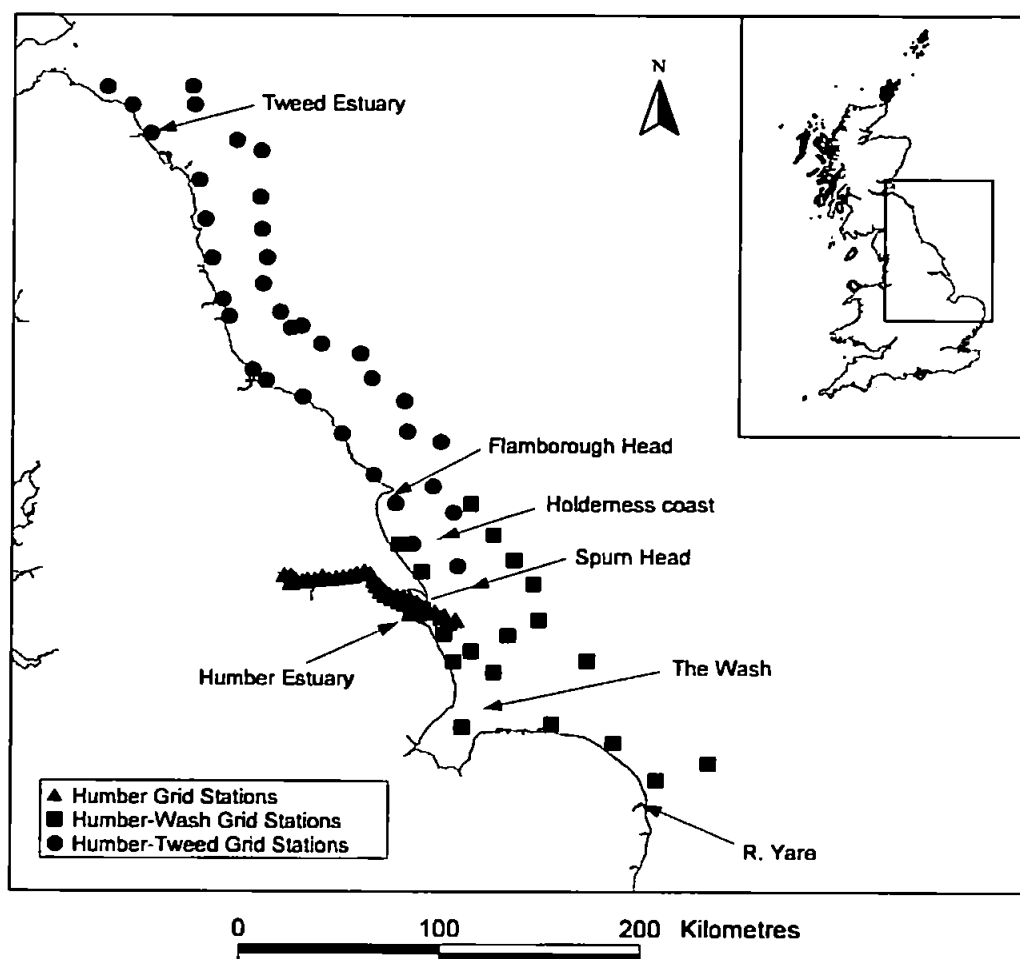 N
Tweed Estuary
Flamborough Head
Holderness coast
Spurn Head
Humber Estuary
The Wash
Humber Grid Stations
Humber-Wash Grid Stations
Humber-Tweed Grid Stations
R. Yare
0 100 200 Kilometres